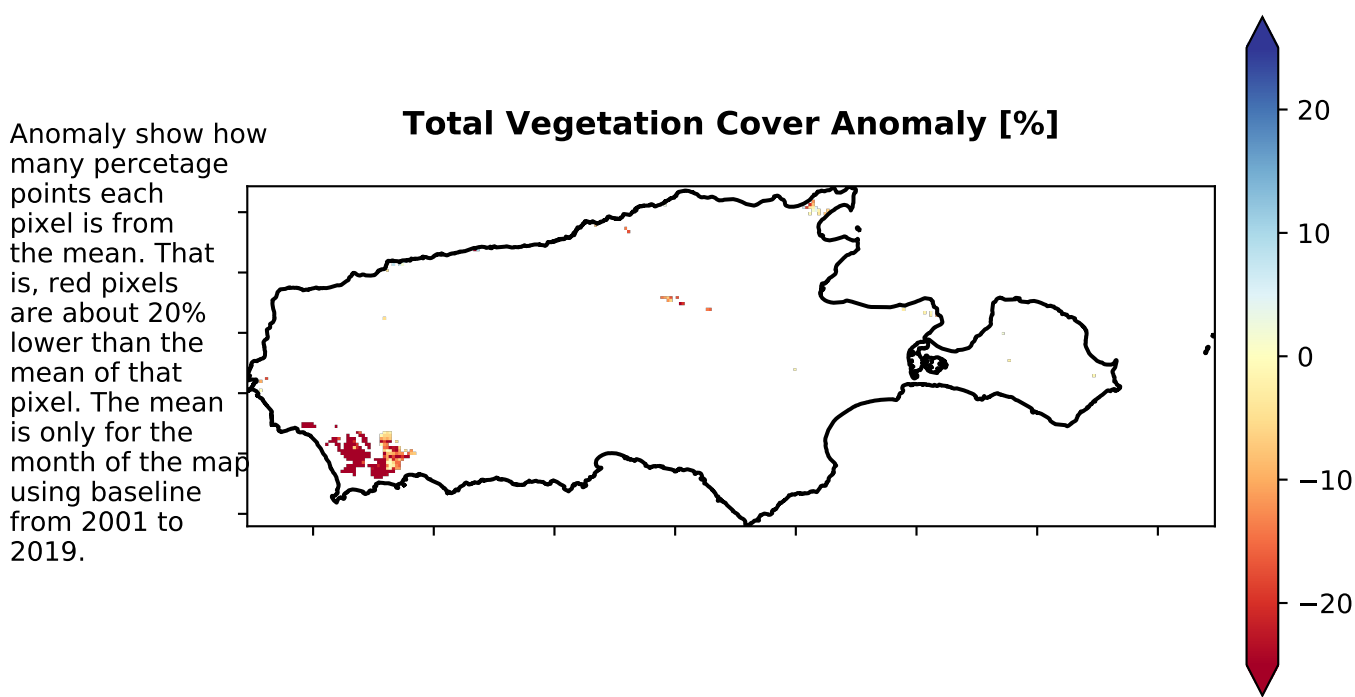 Total Vegetation Cover Anomaly [%]
Anomaly show how
many percetage
points each
pixel is from
the mean. That
is, red pixels
are about 20%
lower than the
mean of that
pixel. The mean
is only for the
month of the map
using baseline
from 2001 to
2019.
20
10
0
−10
−20